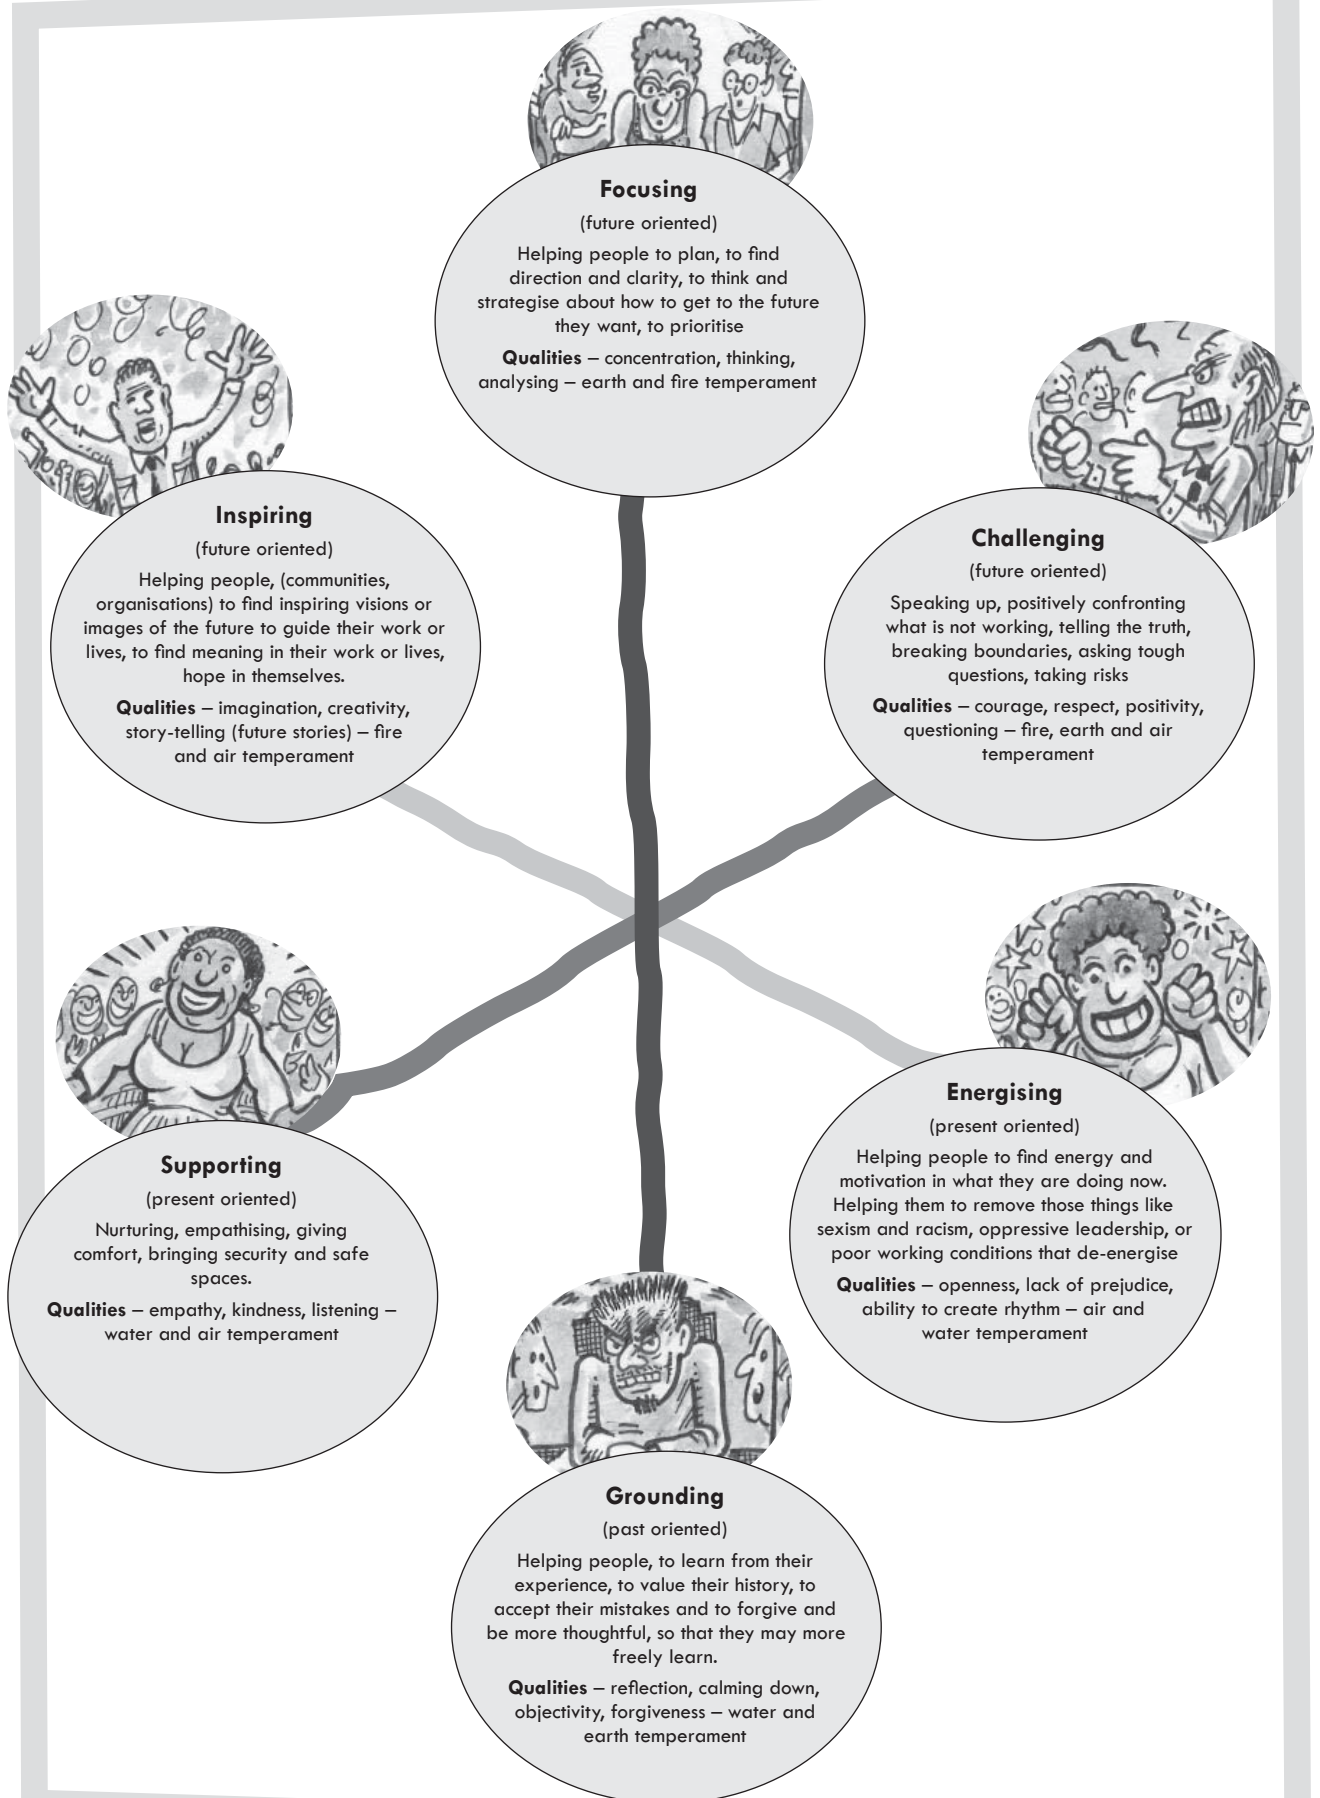 Focusing
(future oriented)
Helping people to plan, to find
direction and clarity, to think and
strategise about how to get to the future
they want, to prioritise
Qualities – concentration, thinking,
analysing – earth and fire temperament
Inspiring
(future oriented)
Helping people, (communities,
organisations) to find inspiring visions or
images of the future to guide their work or
lives, to find meaning in their work or lives,
hope in themselves.
Qualities – imagination, creativity,
story-telling (future stories) – fire
and air temperament
Challenging
(future oriented)
Speaking up, positively confronting
what is not working, telling the truth,
breaking boundaries, asking tough
questions, taking risks
Qualities – courage, respect, positivity,
questioning – fire, earth and air
temperament
Supporting
(present oriented)
Nurturing, empathising, giving
comfort, bringing security and safe
spaces.
Qualities – empathy, kindness, listening –
water and air temperament
Energising
(present oriented)
Helping people to find energy and
motivation in what they are doing now.
Helping them to remove those things like
sexism and racism, oppressive leadership, or
poor working conditions that de-energise
Qualities – openness, lack of prejudice,
ability to create rhythm – air and
water temperament
Grounding
(past oriented)
Helping people, to learn from their
experience, to value their history, to
accept their mistakes and to forgive and
be more thoughtful, so that they may more
freely learn.
Qualities – reflection, calming down,
objectivity, forgiveness – water and
earth temperament